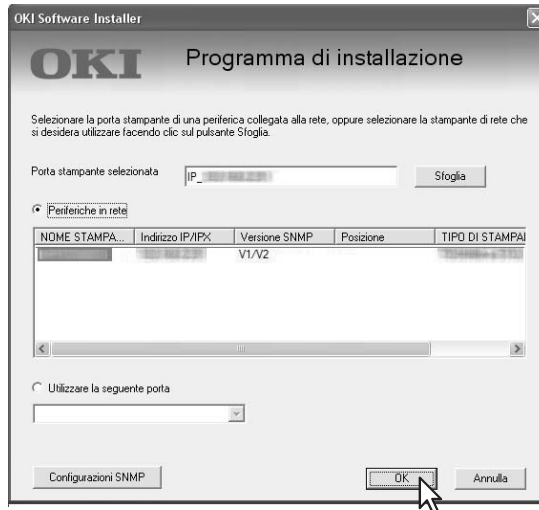 OKI Software Installer
OKI
Programma di installazione
Selezionare la porta stampante di una periferica collegata alla rete, oppure selezionare la stampante di rete che
si desidera utilizzare facendo clic sul pulsante Sfoglia.
Porta stampante selezionata IP_ Sfoglia
Periferiche in rete
NOME STAMPA... Indirizzo IP/IPX Versione SNMP Posizione TIPO DI STAMPAI
V1/V2
Utilizzare la seguente porta
Configurazioni SNMP OK Annulla